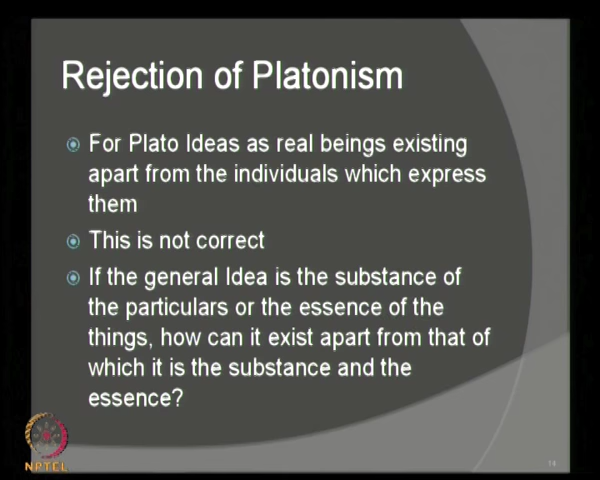 Rejection of Platonism
For Plato Ideas as real beings existing
apart from the individuals which express
them
This is not correct
If the general Idea is the substance of
the particulars or the essence of the
things, how can it exist apart from that of
which it is the substance and the
essence?
NPTEL